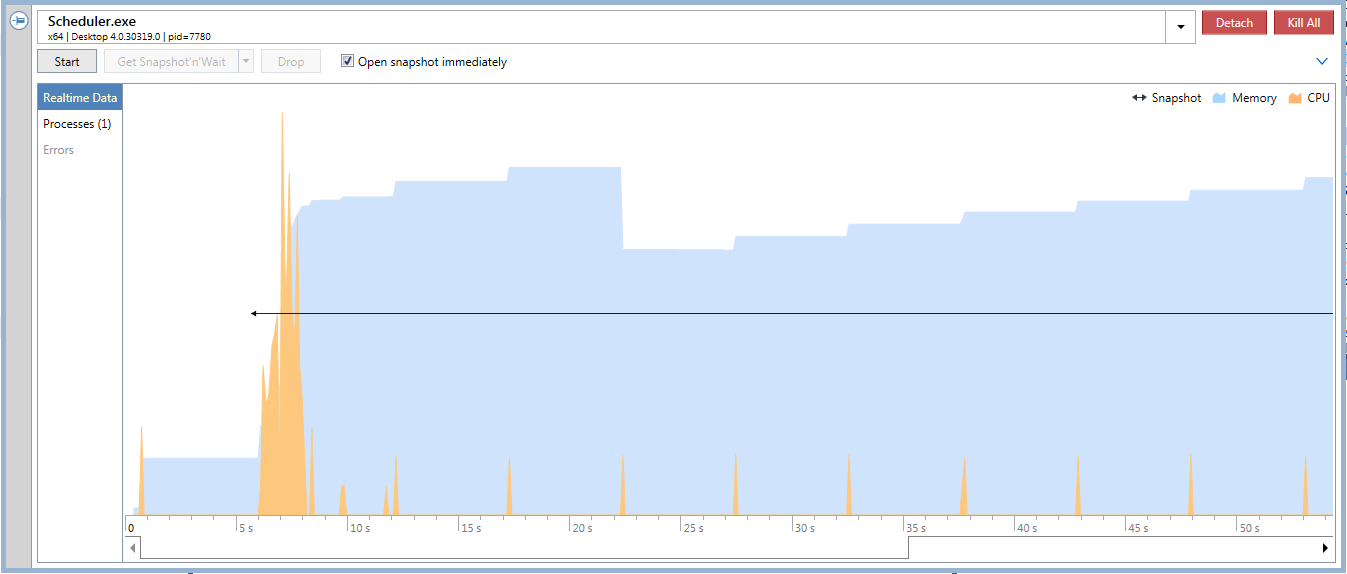 Scheduler.exe
x64 | Desktop 4.0.30319.0 | pid=7780
Detach
Kill All
Start
Get Snapshot'n'Wait
Drop
Open snapshot immediately
Realtime Data
Processes (1)
Errors
Snapshot
Memory
CPU
0
5 s
10 s
15 s
20 s
25 s
30 s
35 s
40 s
45 s
50 s